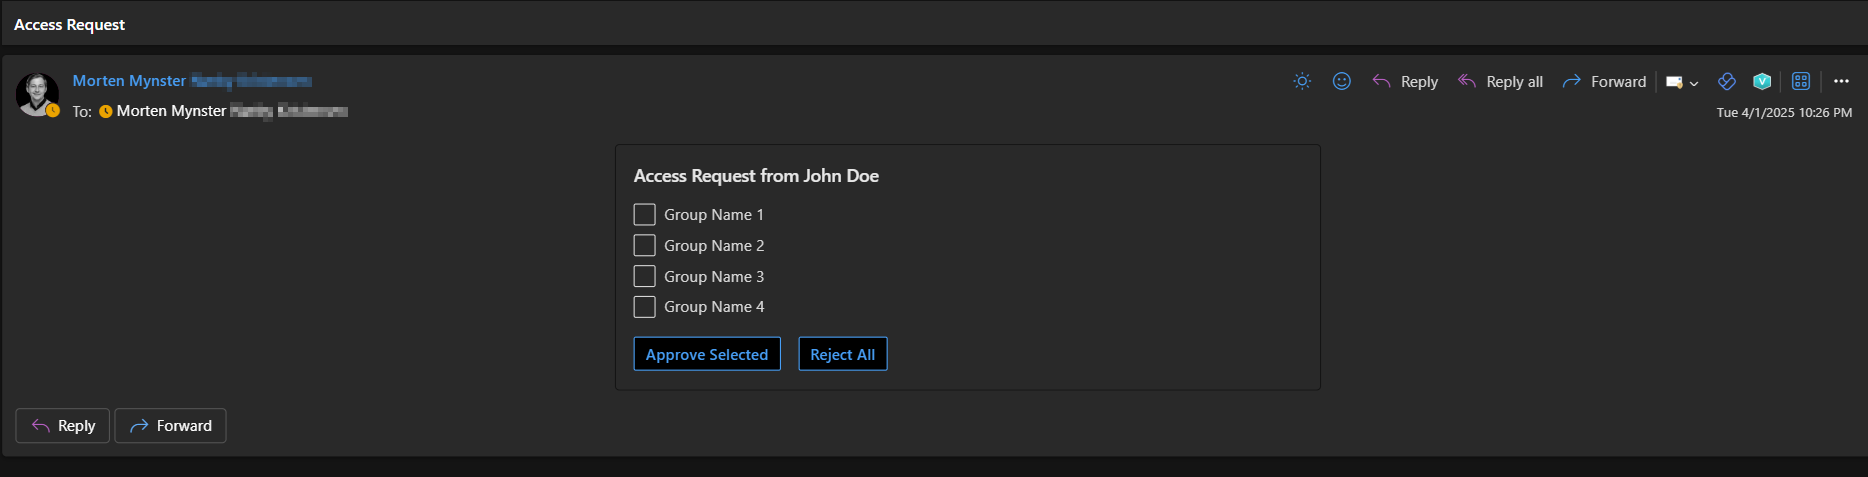 Access Request
Morten Mynster
Reply
Reply all
Forward
To: Morten Mynster
Tue 4/1/2025 10:26 PM
Access Request from John Doe
Group Name 1
Group Name 2
Group Name 3
Group Name 4
Approve Selected
Reject All
Reply
Forward